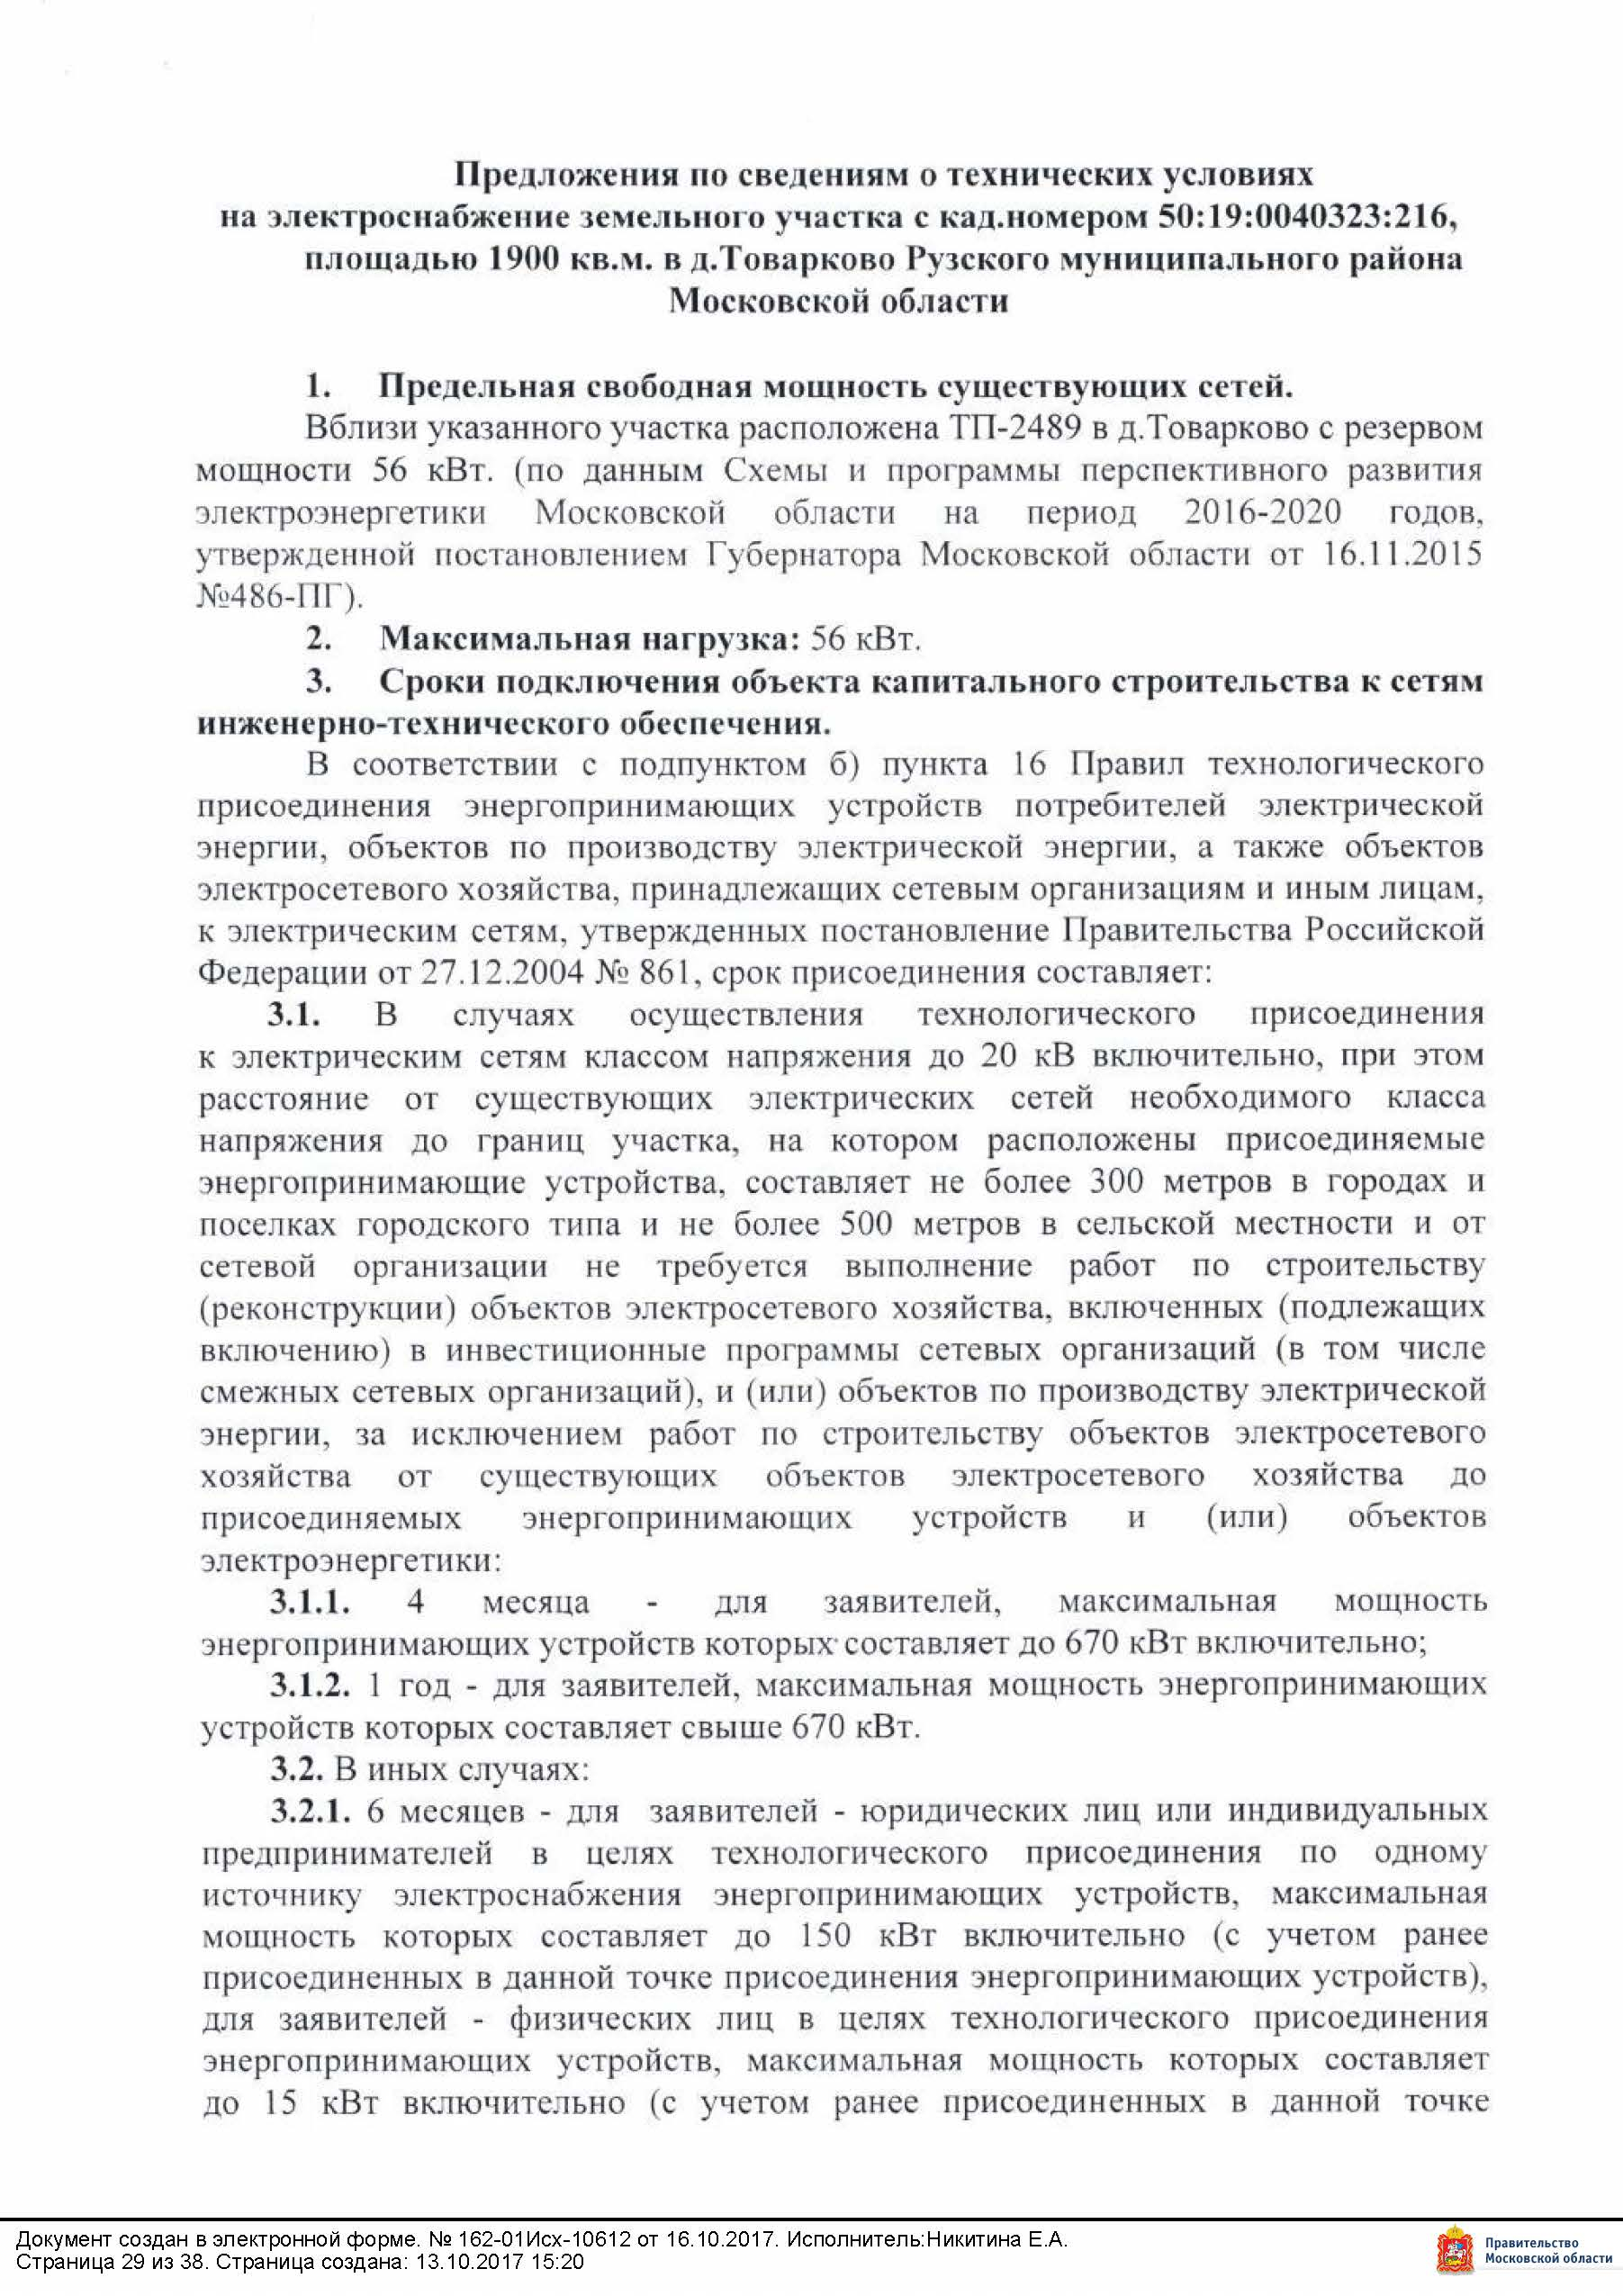 Предложения по сведениям о технических условиях
на электроснабжение земельного участка с кад.номером 50:19:0040323:216,
площадью 1900 кв.м. в д.Товарково Рузского муниципального района
Московской области
1. Предельная свободная мощность существующих сетей.
Вблизи указанного участка расположена ТП-2489 в д.Товарково с резервом
мощности 56 кВт. (по данным Схемы и программы перспективного развития
электроэнергетики Московской области на период 2016-2020 годов,
утвержденной постановлением Губернатора Московской области от 16.11.2015
№486-ПГ).
2. Максимальная нагрузка: 56 кВт.
3. Сроки подключения объекта капитального строительства к сетям
инженерно-технического обеспечения.
В соответствии с подпунктом б) пункта 16 Правил технологического
присоединения энергопринимающих устройств потребителей электрической
энергии, объектов по производству электрической энергии, а также объектов
электросетевого хозяйства, принадлежащих сетевым организациям и иным лицам,
к электрическим сетям, утвержденных постановление Правительства Российской
Федерации от 27.12.2004 № 861, срок присоединения составляет:
3.1. В случаях осуществления технологического присоединения
к электрическим сетям классом напряжения до 20 кВ включительно, при этом
расстояние от существующих электрических сетей необходимого класса
напряжения до границ участка, на котором расположены присоединяемые
энергопринимающие устройства, составляет не более 300 метров в городах и
поселках городского типа и не более 500 метров в сельской местности и от
сетевой организации не требуется выполнение работ по строительству
(реконструкции) объектов электросетевого хозяйства, включенных (подлежащих
включению) в инвестиционные программы сетевых организаций (в том числе
смежных сетевых организаций), и (или) объектов по производству электрической
энергии, за исключением работ по строительству объектов электросетевого
хозяйства от существующих объектов электросетевого хозяйства до
присоединяемых энергопринимающих устройств и (или) объектов
электроэнергетики:
3.1.1. 4 месяца - для заявителей, максимальная мощность
энергопринимающих устройств которых составляет до 670 кВт включительно;
3.1.2. 1 год - для заявителей, максимальная мощность энергопринимающих
устройств которых составляет свыше 670 кВт.
3.2. В иных случаях:
3.2.1. 6 месяцев - для заявителей - юридических лиц или индивидуальных
предпринимателей в целях технологического присоединения по одному
источнику электроснабжения энергопринимающих устройств, максимальная
мощность которых составляет до 150 кВт включительно (с учетом ранее
присоединенных в данной точке присоединения энергопринимающих устройств),
для заявителей - физических лиц в целях технологического присоединения
энергопринимающих устройств, максимальная мощность которых составляет
до 15 кВт включительно (с учетом ранее присоединенных в данной точке
Документ создан в электронной форме. № 162-01Исх-10612 от 16.10.2017. Исполнитель:Никитина Е.А.
Страница 29 из 38. Страница создана: 13.10.2017 15:20
Правительство
Московской области